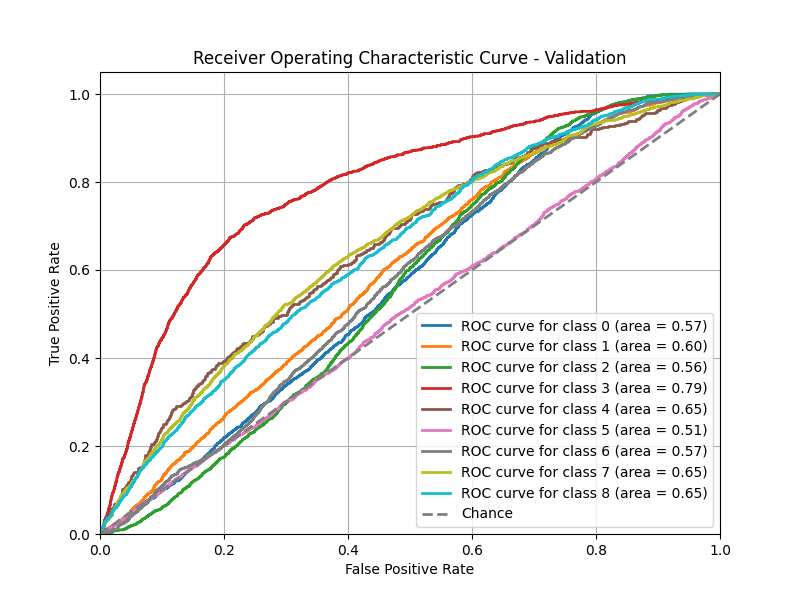 Receiver Operating Characteristic Curve - Validation
1.0
0.8
0.6
0.4
0.2
0.0
True Positive Rate
ROC curve for class 0 (area = 0.57)
ROC curve for class 1 (area = 0.60)
ROC curve for class 2 (area = 0.56)
ROC curve for class 3 (area = 0.79)
ROC curve for class 4 (area = 0.65)
ROC curve for class 5 (area = 0.51)
ROC curve for class 6 (area = 0.57)
ROC curve for class 7 (area = 0.65)
ROC curve for class 8 (area = 0.65)
Chance
0.0 0.2 0.4 0.6 0.8 1.0
False Positive Rate